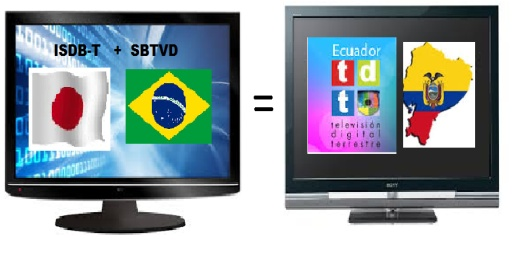 ISDB-T + SBTVD
=
Ecuador
t d
t
televisión
digital
terrestre